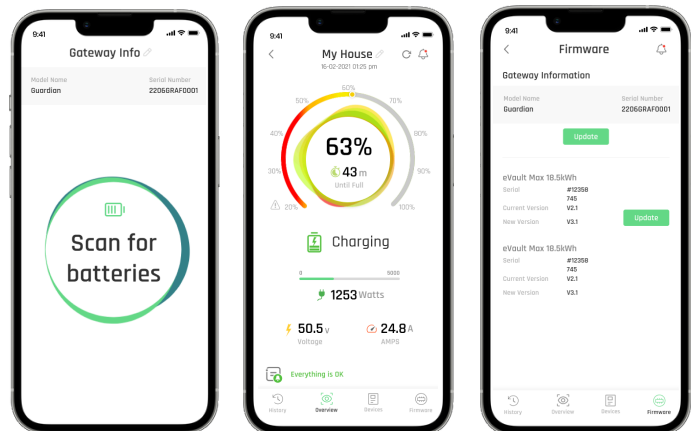 9:41
Gateway Info
Model Name Serial Number
Guardian 2206GRAF0001
Scan for
batteries
9:41
My House
16-02-2021 01:25 pm
60%
50% 70%
40% 80%
63%
43 m
Until Full
30% 90%
20% 100%
Charging
0 5000
1253 Watts
50.5 v 24.8 A
Voltage AMPS
Everything is OK
History Overview Devices Firmware
9:41
Firmware
Gateway Information
Model Name Serial Number
Guardian 2206GRAF0001
Update
eVault Max 18.5kWh
Serial #12358
745
Current Version V2.1
New Version V3.1
Update
eVault Max 18.5kWh
Serial #12358
745
Current Version V2.1
New Version V3.1
History Overview Devices Firmware